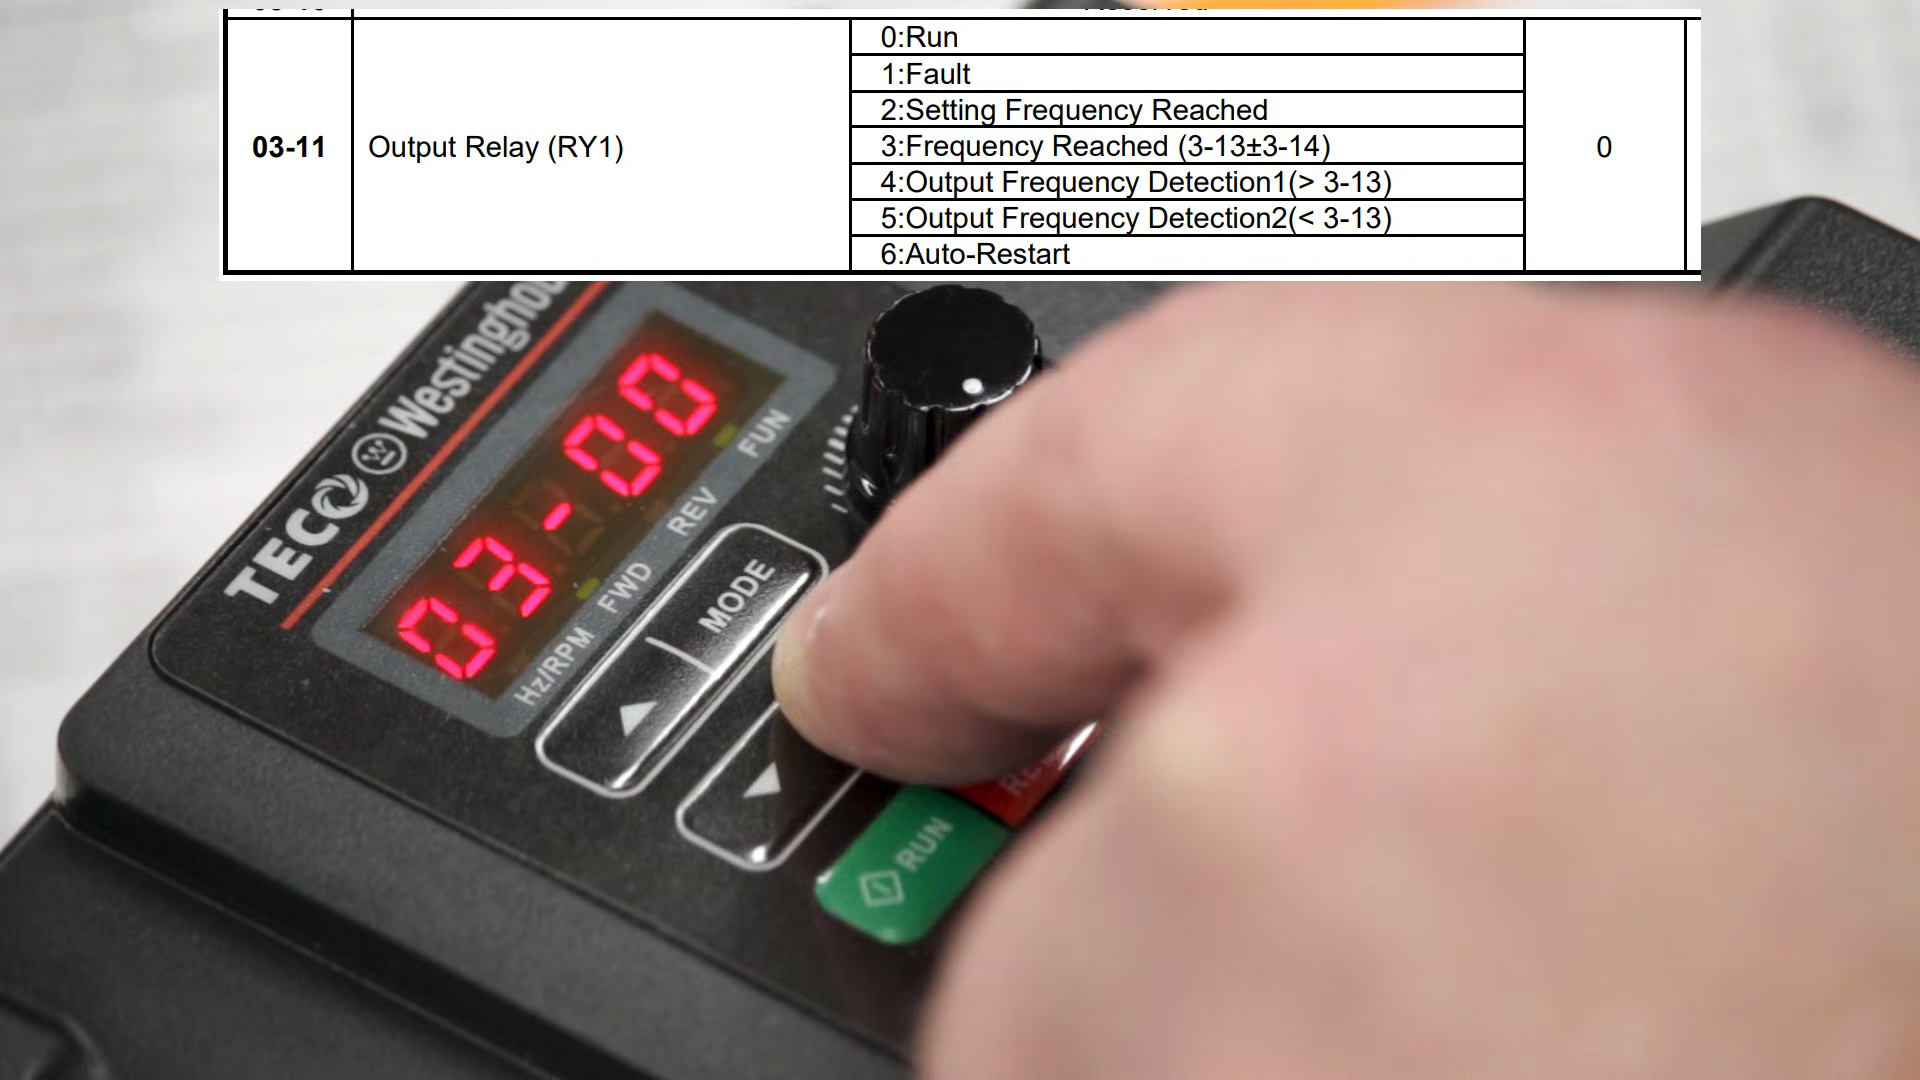 0:Run
1:Fault
2:Setting Frequency Reached
03-11 Output Relay (RY1) 3:Frequency Reached (3-13±3-14) 0
4:Output Frequency Detection1(> 3-13)
5:Output Frequency Detection2(< 3-13)
6:Auto-Restart
TECO Westinghou
03-00
Hz/RPM FWD REV FUN
MODE
RUN